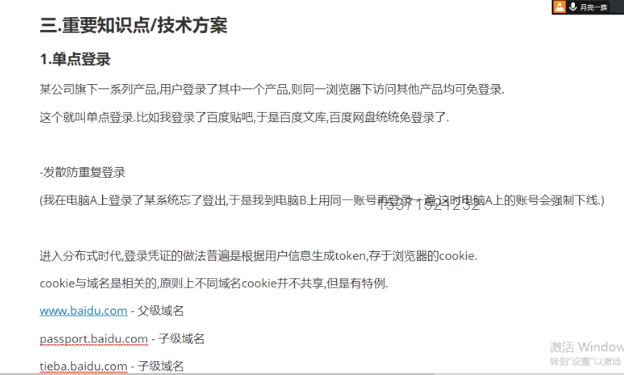 月亮一族
三.重要知识点/技术方案
1.单点登录
某公司旗下一系列产品,用户登录了其中一个产品,则同一浏览器下访问其他产品均可免登录.
这个就叫单点登录.比如我登录了百度贴吧,于是百度文库,百度网盘统统免登录了.
-发散防重复登录
(我在电脑A上登录了某系统忘了登出,于是我到电脑B上用同一账号再登录一遍,这时电脑A上的账号会强制下线.)
进入分布式时代,登录凭证的做法普遍是根据用户信息生成token,存于浏览器的cookie.
cookie与域名是相关的,原则上不同域名cookie并不共享,但是有特例.
www.baidu.com - 父级域名
passport.baidu.com - 子级域名
tieba.baidu.com - 子级域名
激活 Window
转到"设置"以激活